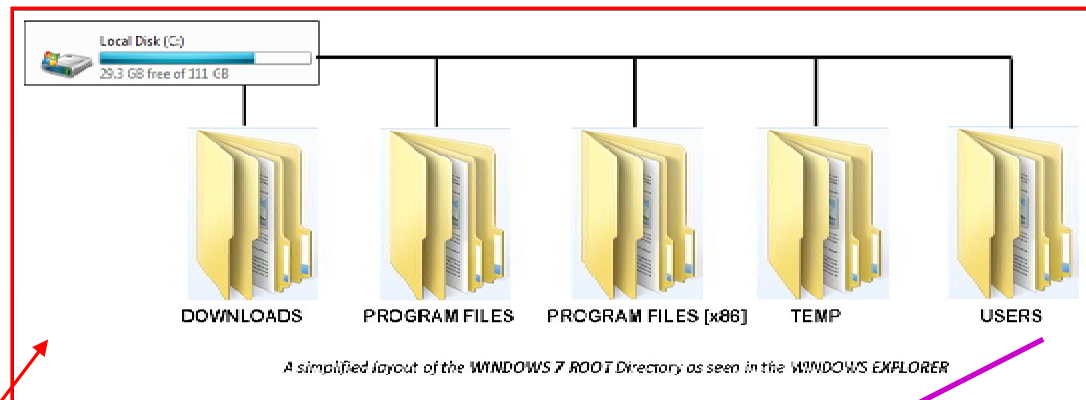 Local Disk (C:)
29.3 GB free of 111 GB
DOWNLOADS PROGRAM FILES PROGRAM FILES [x86] TEMP USERS
A simplified layout of the WINDOWS 7 ROOT Directory as seen in the WINDOWS EXPLORER